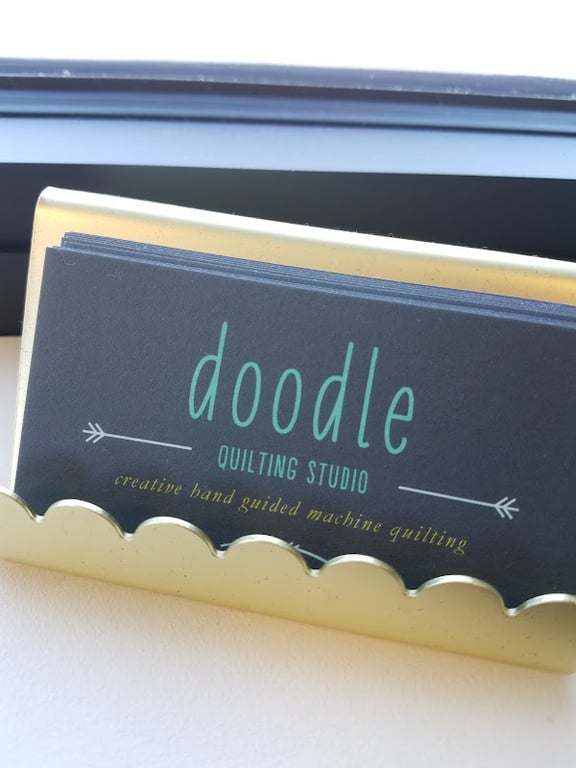 doodle
QUILTING STUDIO
creative hand guided machine quilting